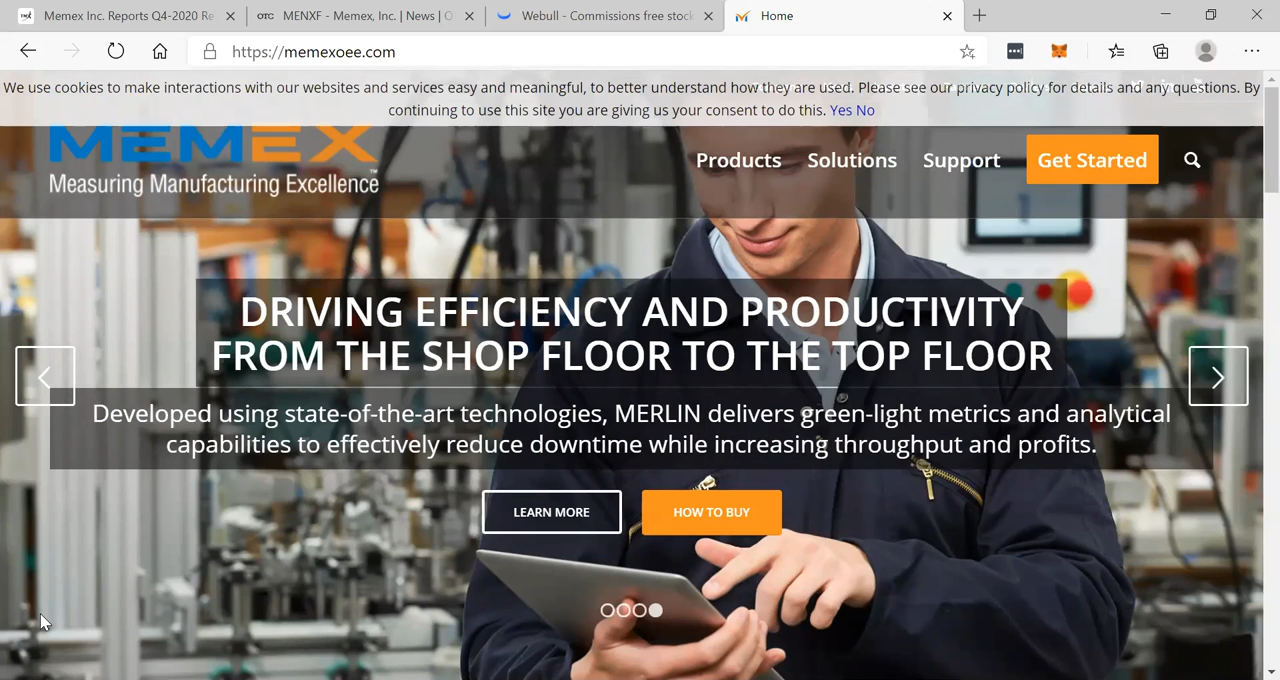 Memex Inc. Reports Q4-2020 Re
OTC MENXF - Memex, Inc. | News | O
Webull - Commissions free stock
Home
https://memexoee.com
We use cookies to make interactions with our websites and services easy and meaningful, to better understand how they are used. Please see our privacy policy for details and any questions. By
continuing to use this site you are giving us your consent to do this. Yes No
MEMEX
Measuring Manufacturing Excellence™
Products
Solutions
Support
Get Started
DRIVING EFFICIENCY AND PRODUCTIVITY
FROM THE SHOP FLOOR TO THE TOP FLOOR
Developed using state-of-the-art technologies, MERLIN delivers green-light metrics and analytical
capabilities to effectively reduce downtime while increasing throughput and profits.
LEARN MORE
HOW TO BUY